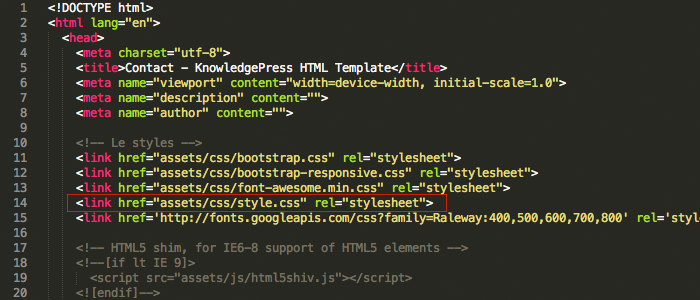 1 <!DOCTYPE html>
2 <html lang="en">
3 <head>
4 <meta charset="utf-8">
5 <title>Contact – KnowledgePress HTML Template</title>
6 <meta name="viewport" content="width=device-width, initial-scale=1.0">
7 <meta name="description" content="">
8 <meta name="author" content="">
9
10 <!-- Le styles -->
11 <link href="assets/css/bootstrap.css" rel="stylesheet">
12 <link href="assets/css/bootstrap-responsive.css" rel="stylesheet">
13 <link href="assets/css/font-awesome.min.css" rel="stylesheet">
14 <link href="assets/css/style.css" rel="stylesheet">
15 <link href='http://fonts.googleapis.com/css?family=Raleway:400,500,600,700,800' rel='style
16
17 <!-- HTML5 shim, for IE6-8 support of HTML5 elements -->
18 <!--[if lt IE 9]>
19 <script src="assets/js/html5shiv.js"></script>
20 <![endif]-->